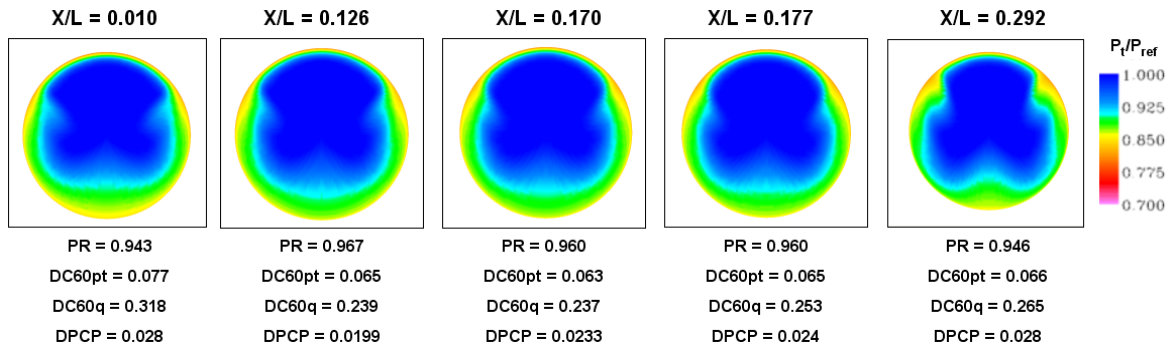 X/L = 0.010 X/L = 0.126 X/L = 0.170 X/L = 0.177 X/L = 0.292
Pt/Pref
1.000
0.925
0.850
0.775
0.700
PR = 0.943 PR = 0.967 PR = 0.960 PR = 0.960 PR = 0.946
DC60pt = 0.077 DC60pt = 0.065 DC60pt = 0.063 DC60pt = 0.065 DC60pt = 0.066
DC60q = 0.318 DC60q = 0.239 DC60q = 0.237 DC60q = 0.253 DC60q = 0.265
DPCP = 0.028 DPCP = 0.0199 DPCP = 0.0233 DPCP = 0.024 DPCP = 0.028